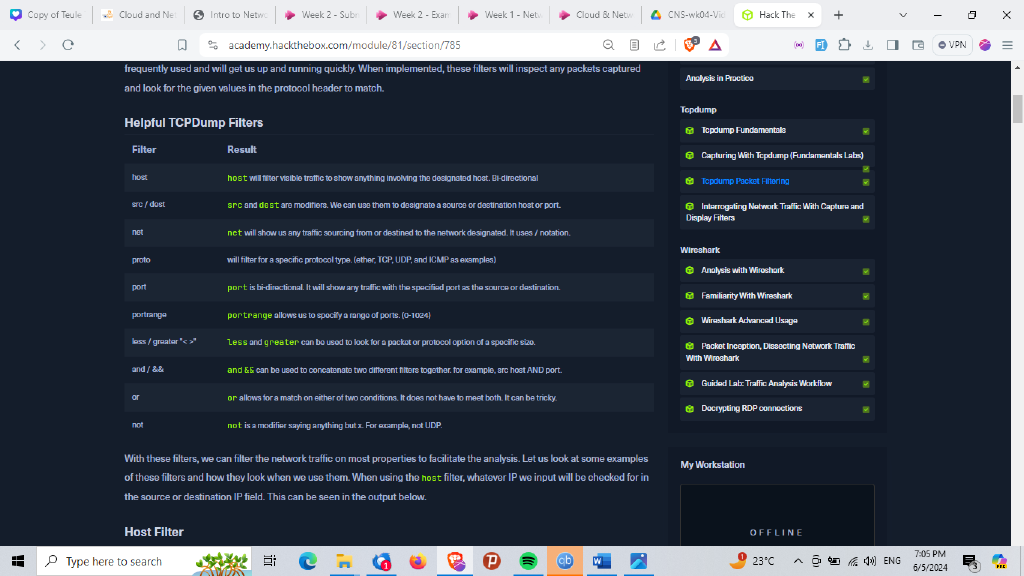 Copy of Teule
Cloud and Ne
Intro to Netwo
Week 2 - Subn
Week 2 - Exan
Week 1 - Netw
Cloud & Netw
CNS-wk04-Vid
Hack The
academy.hackthebox.com/module/81/section/785
VPN
frequently used and will get us up and running quickly. When implemented, these filters will inspect any packets captured
and look for the given values in the protocol header to match.
Helpful TCPDump Filters
Filter Result
host host will filter visible traffic to show anything involving the designated host. Bi-directional
src / dest src and dest are modifiers. We can use them to designate a source or destination host or port.
net net will show us any traffic sourcing from or destined to the network designated. It uses / notation.
proto will filter for a specific protocol type. (ether, TCP, UDP, and ICMP as examples)
port port is bi-directional. It will show any traffic with the specified port as the source or destination.
portrange portrange allows us to specify a range of ports. (0-1024)
less / greater "< >" less and greater can be used to look for a packet or protocol option of a specific size.
and / && and && can be used to concatenate two different filters together. for example, src host AND port.
or or allows for a match on either of two conditions. It does not have to meet both. It can be tricky.
not not is a modifier saying anything but x. For example, not UDP.
With these filters, we can filter the network traffic on most properties to facilitate the analysis. Let us look at some examples
of these filters and how they look when we use them. When using the host filter, whatever IP we input will be checked for in
the source or destination IP field. This can be seen in the output below.
Host Filter
Analysis in Practice
Tcpdump
Tcpdump Fundamentals
Capturing With Tcpdump (Fundamentals Labs)
Tcpdump Packet Filtering
Interrogating Network Traffic With Capture and
Display Filters
Wireshark
Analysis with Wireshark
Familiarity With Wireshark
Wireshark Advanced Usage
Packet Inception, Dissecting Network Traffic
With Wireshark
Guided Lab: Traffic Analysis Workflow
Decrypting RDP connections
My Workstation
OFFLINE
Type here to search
23°C
ENG
7:05 PM
6/5/2024